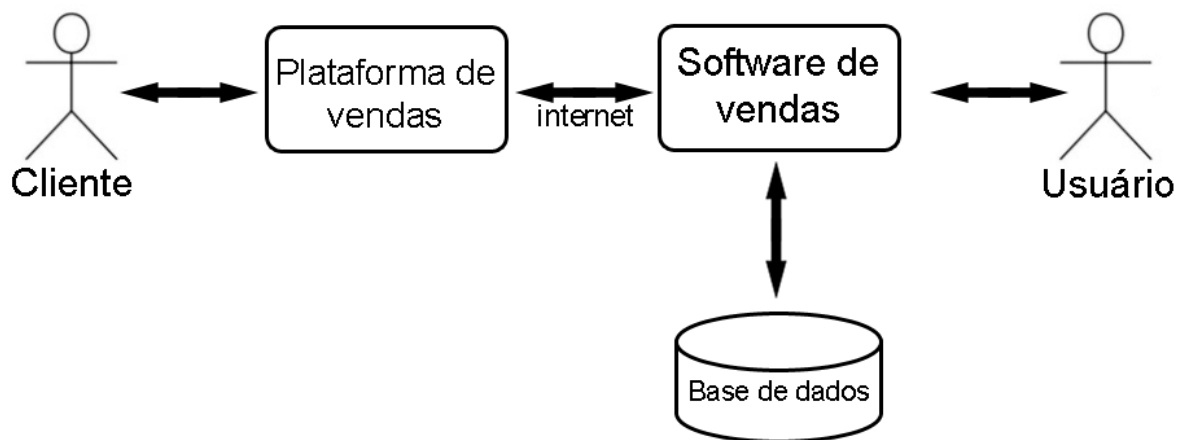 Plataforma de
vendas
internet
Software de
vendas
Cliente
Usuário
Base de dados